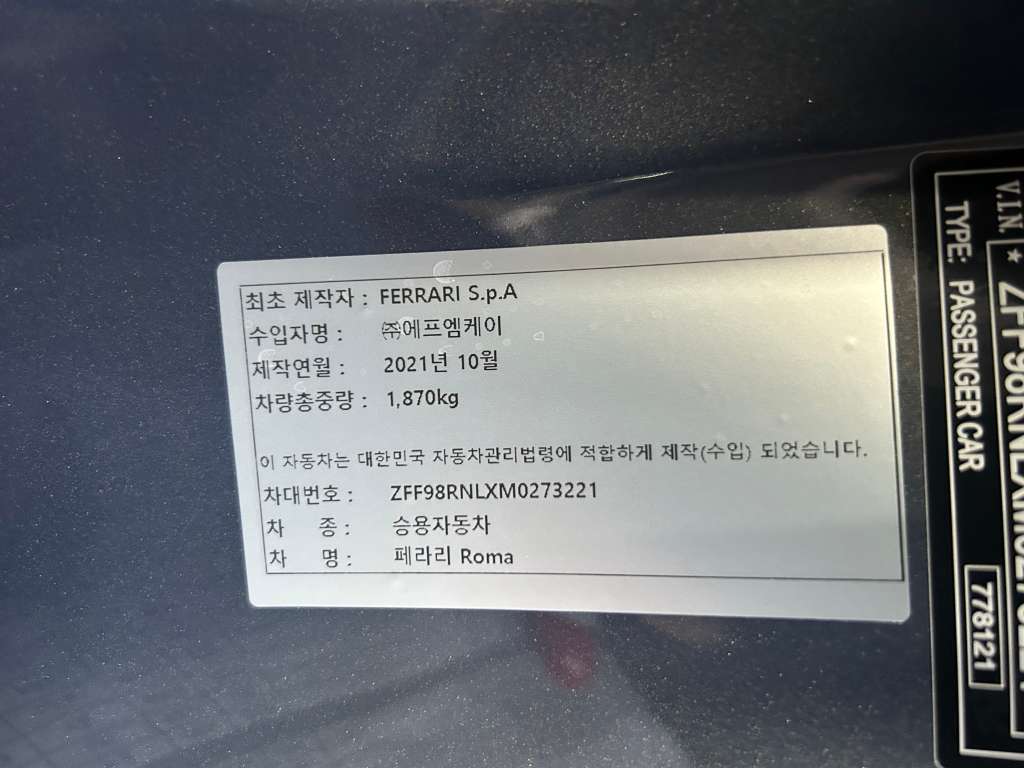 최초 제작자 : FERRARI S.p.A
수입자명 : ㈜에프엠케이
제작연월 : 2021년 10월
차량총중량 : 1,870kg
이 자동차는 대한민국 자동차관리법령에 적합하게 제작(수입) 되었습니다.
차대번호 : ZFF98RNLXM0273221
차 종 : 승용자동차
차 명 : 페라리 Roma
V.I.N.
TYPE: PASSENGER CAR
778121